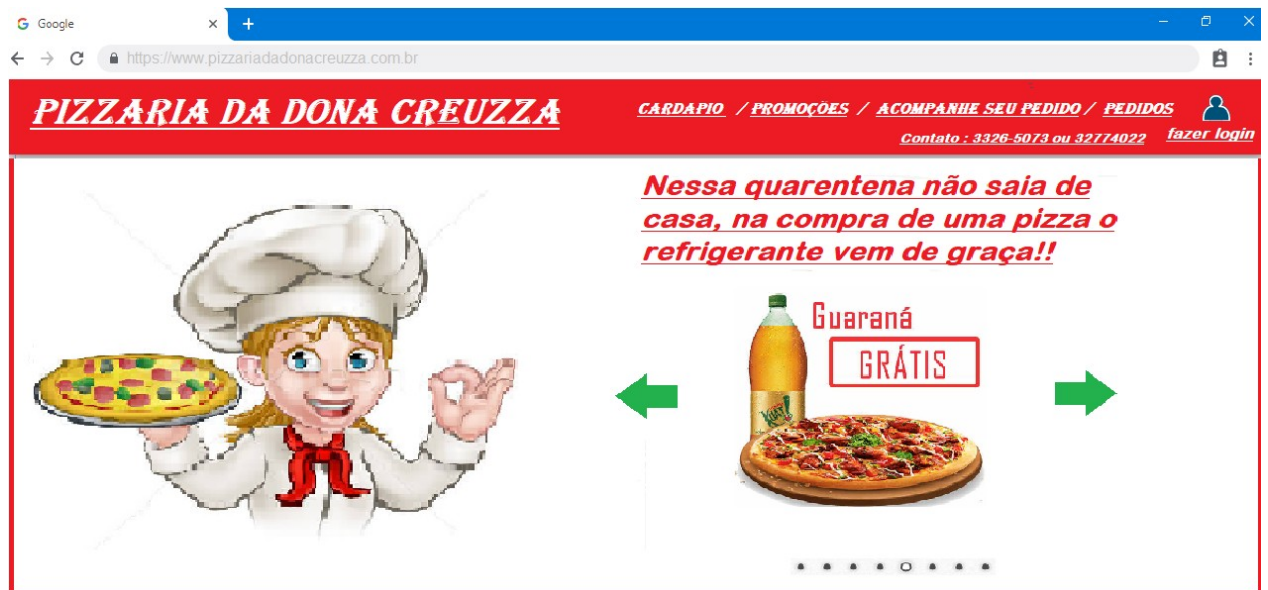 Google
https://www.pizzariadadonacreuzza.com.br
PIZZARIA DA DONA CREUZZA
CARDAPIO / PROMOÇÕES / ACOMPANHE SEU PEDIDO / PEDIDOS
Contato : 3326-5073 ou 32774022
fazer login
Nessa quarentena não saia de
casa, na compra de uma pizza o
refrigerante vem de graça!!
Guaraná
GRÁTIS